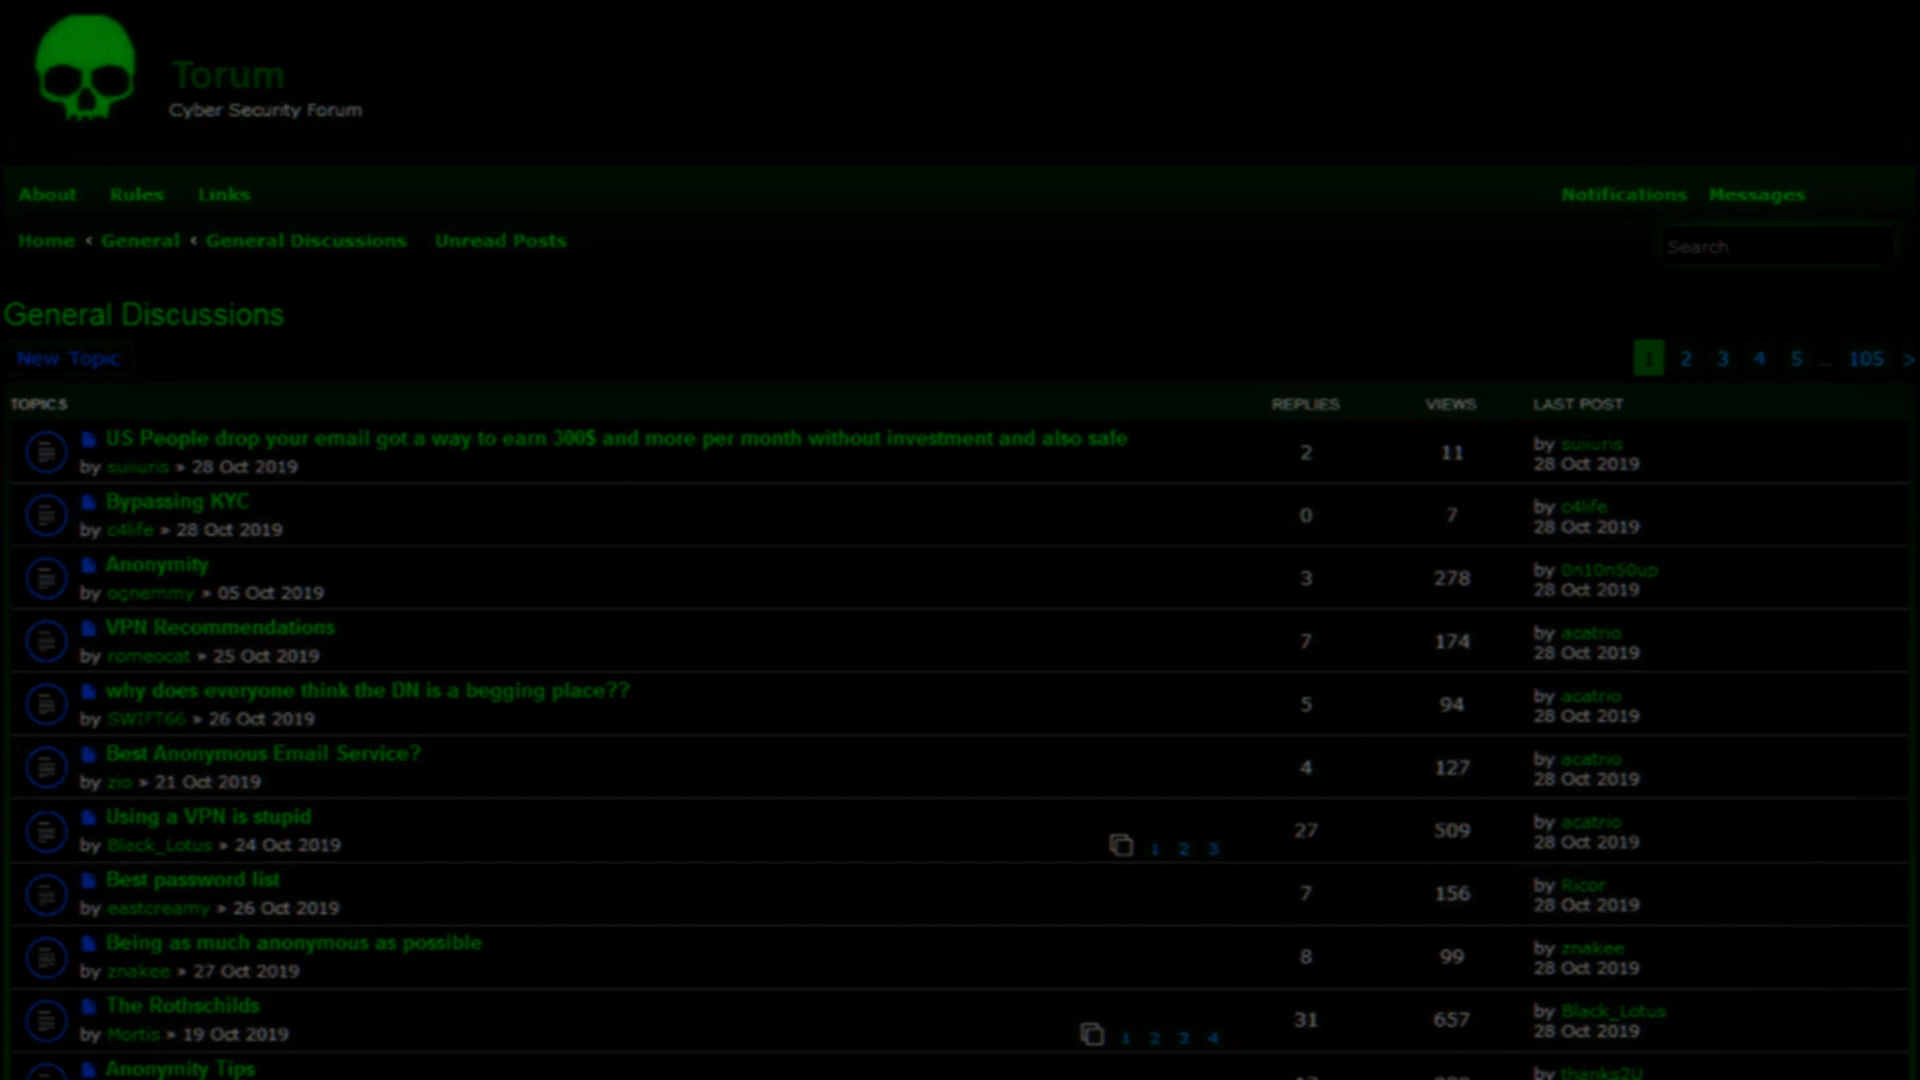 Torum
Cyber Security Forum
About Rules Links Notifications Messages
Home < General < General Discussions Unread Posts Search
General Discussions
New Topic 1 2 3 4 5 ... 105 >
TOPICS REPLIES VIEWS LAST POST
US People drop your email got a way to earn 300$ and more per month without investment and also safe
by suiiuris » 28 Oct 2019 2 11 by suiiuris 28 Oct 2019
Bypassing KYC
by c4life » 28 Oct 2019 0 7 by c4life 28 Oct 2019
Anonymity
by ognemmy » 05 Oct 2019 3 278 by 0n10n50up 28 Oct 2019
VPN Recommendations
by romeocat » 25 Oct 2019 7 174 by acatrio 28 Oct 2019
why does everyone think the DN is a begging place??
by SWIFT66 » 26 Oct 2019 5 94 by acatrio 28 Oct 2019
Best Anonymous Email Service?
by zio » 21 Oct 2019 4 127 by acatrio 28 Oct 2019
Using a VPN is stupid
by Black_Lotus » 24 Oct 2019 1 2 3 27 509 by acatrio 28 Oct 2019
Best password list
by eastcreamy » 26 Oct 2019 7 156 by Ricor 28 Oct 2019
Being as much anonymous as possible
by znakee » 27 Oct 2019 8 99 by znakee 28 Oct 2019
The Rothschilds
by Mortis » 19 Oct 2019 1 2 3 4 31 657 by Black_Lotus 28 Oct 2019
Anonymity Tips
by thanks2U